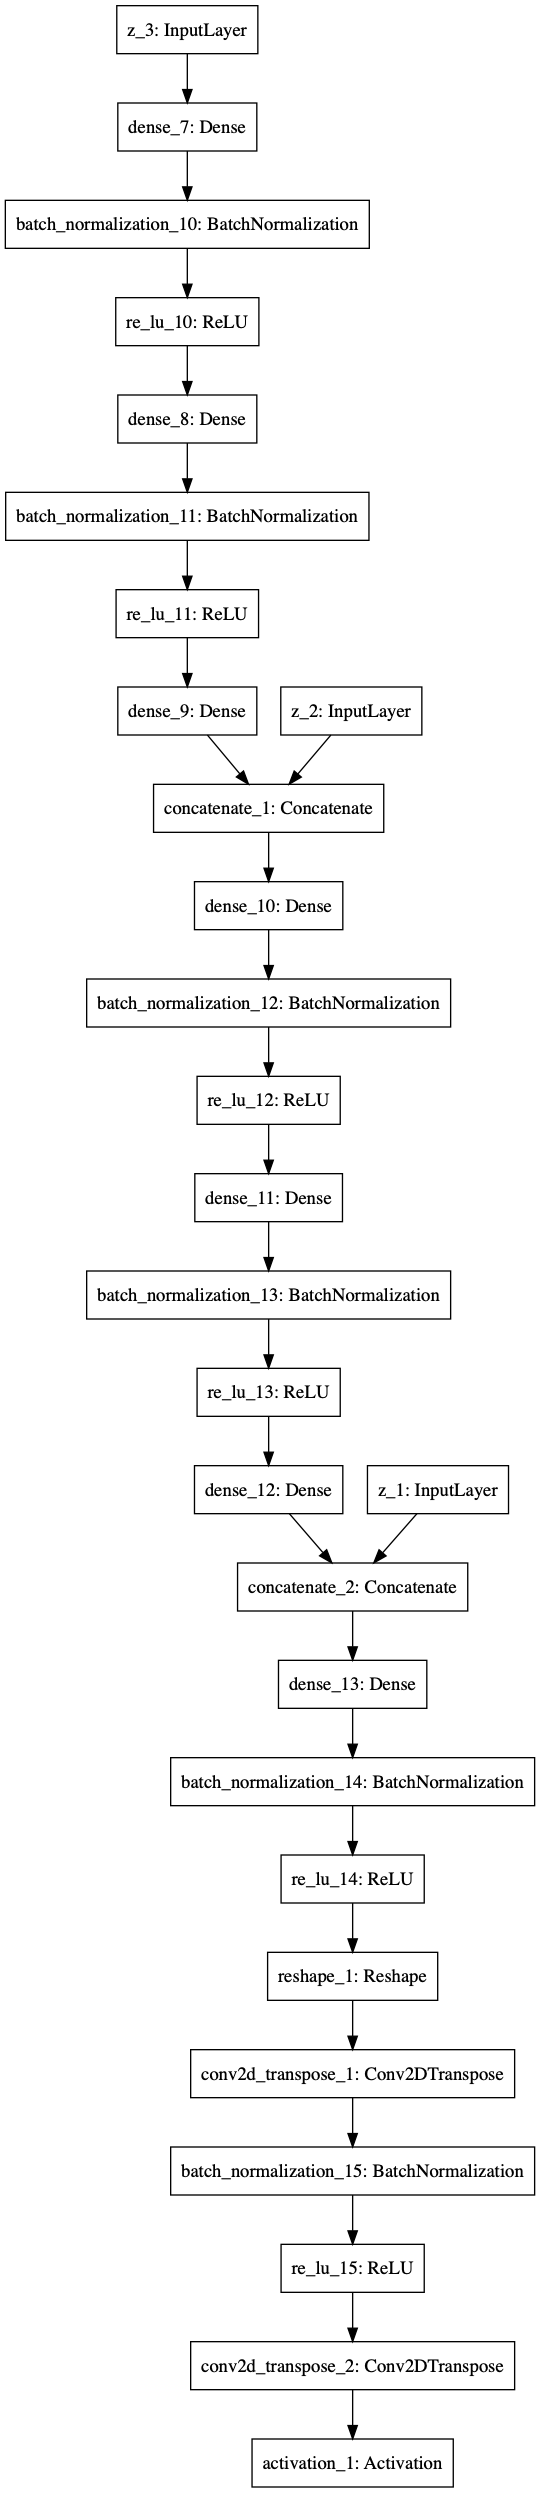 z_3: InputLayer
dense_7: Dense
batch_normalization_10: BatchNormalization
re_lu_10: ReLU
dense_8: Dense
batch_normalization_11: BatchNormalization
re_lu_11: ReLU
dense_9: Dense
z_2: InputLayer
concatenate_1: Concatenate
dense_10: Dense
batch_normalization_12: BatchNormalization
re_lu_12: ReLU
dense_11: Dense
batch_normalization_13: BatchNormalization
re_lu_13: ReLU
dense_12: Dense
z_1: InputLayer
concatenate_2: Concatenate
dense_13: Dense
batch_normalization_14: BatchNormalization
re_lu_14: ReLU
reshape_1: Reshape
conv2d_transpose_1: Conv2DTranspose
batch_normalization_15: BatchNormalization
re_lu_15: ReLU
conv2d_transpose_2: Conv2DTranspose
activation_1: Activation